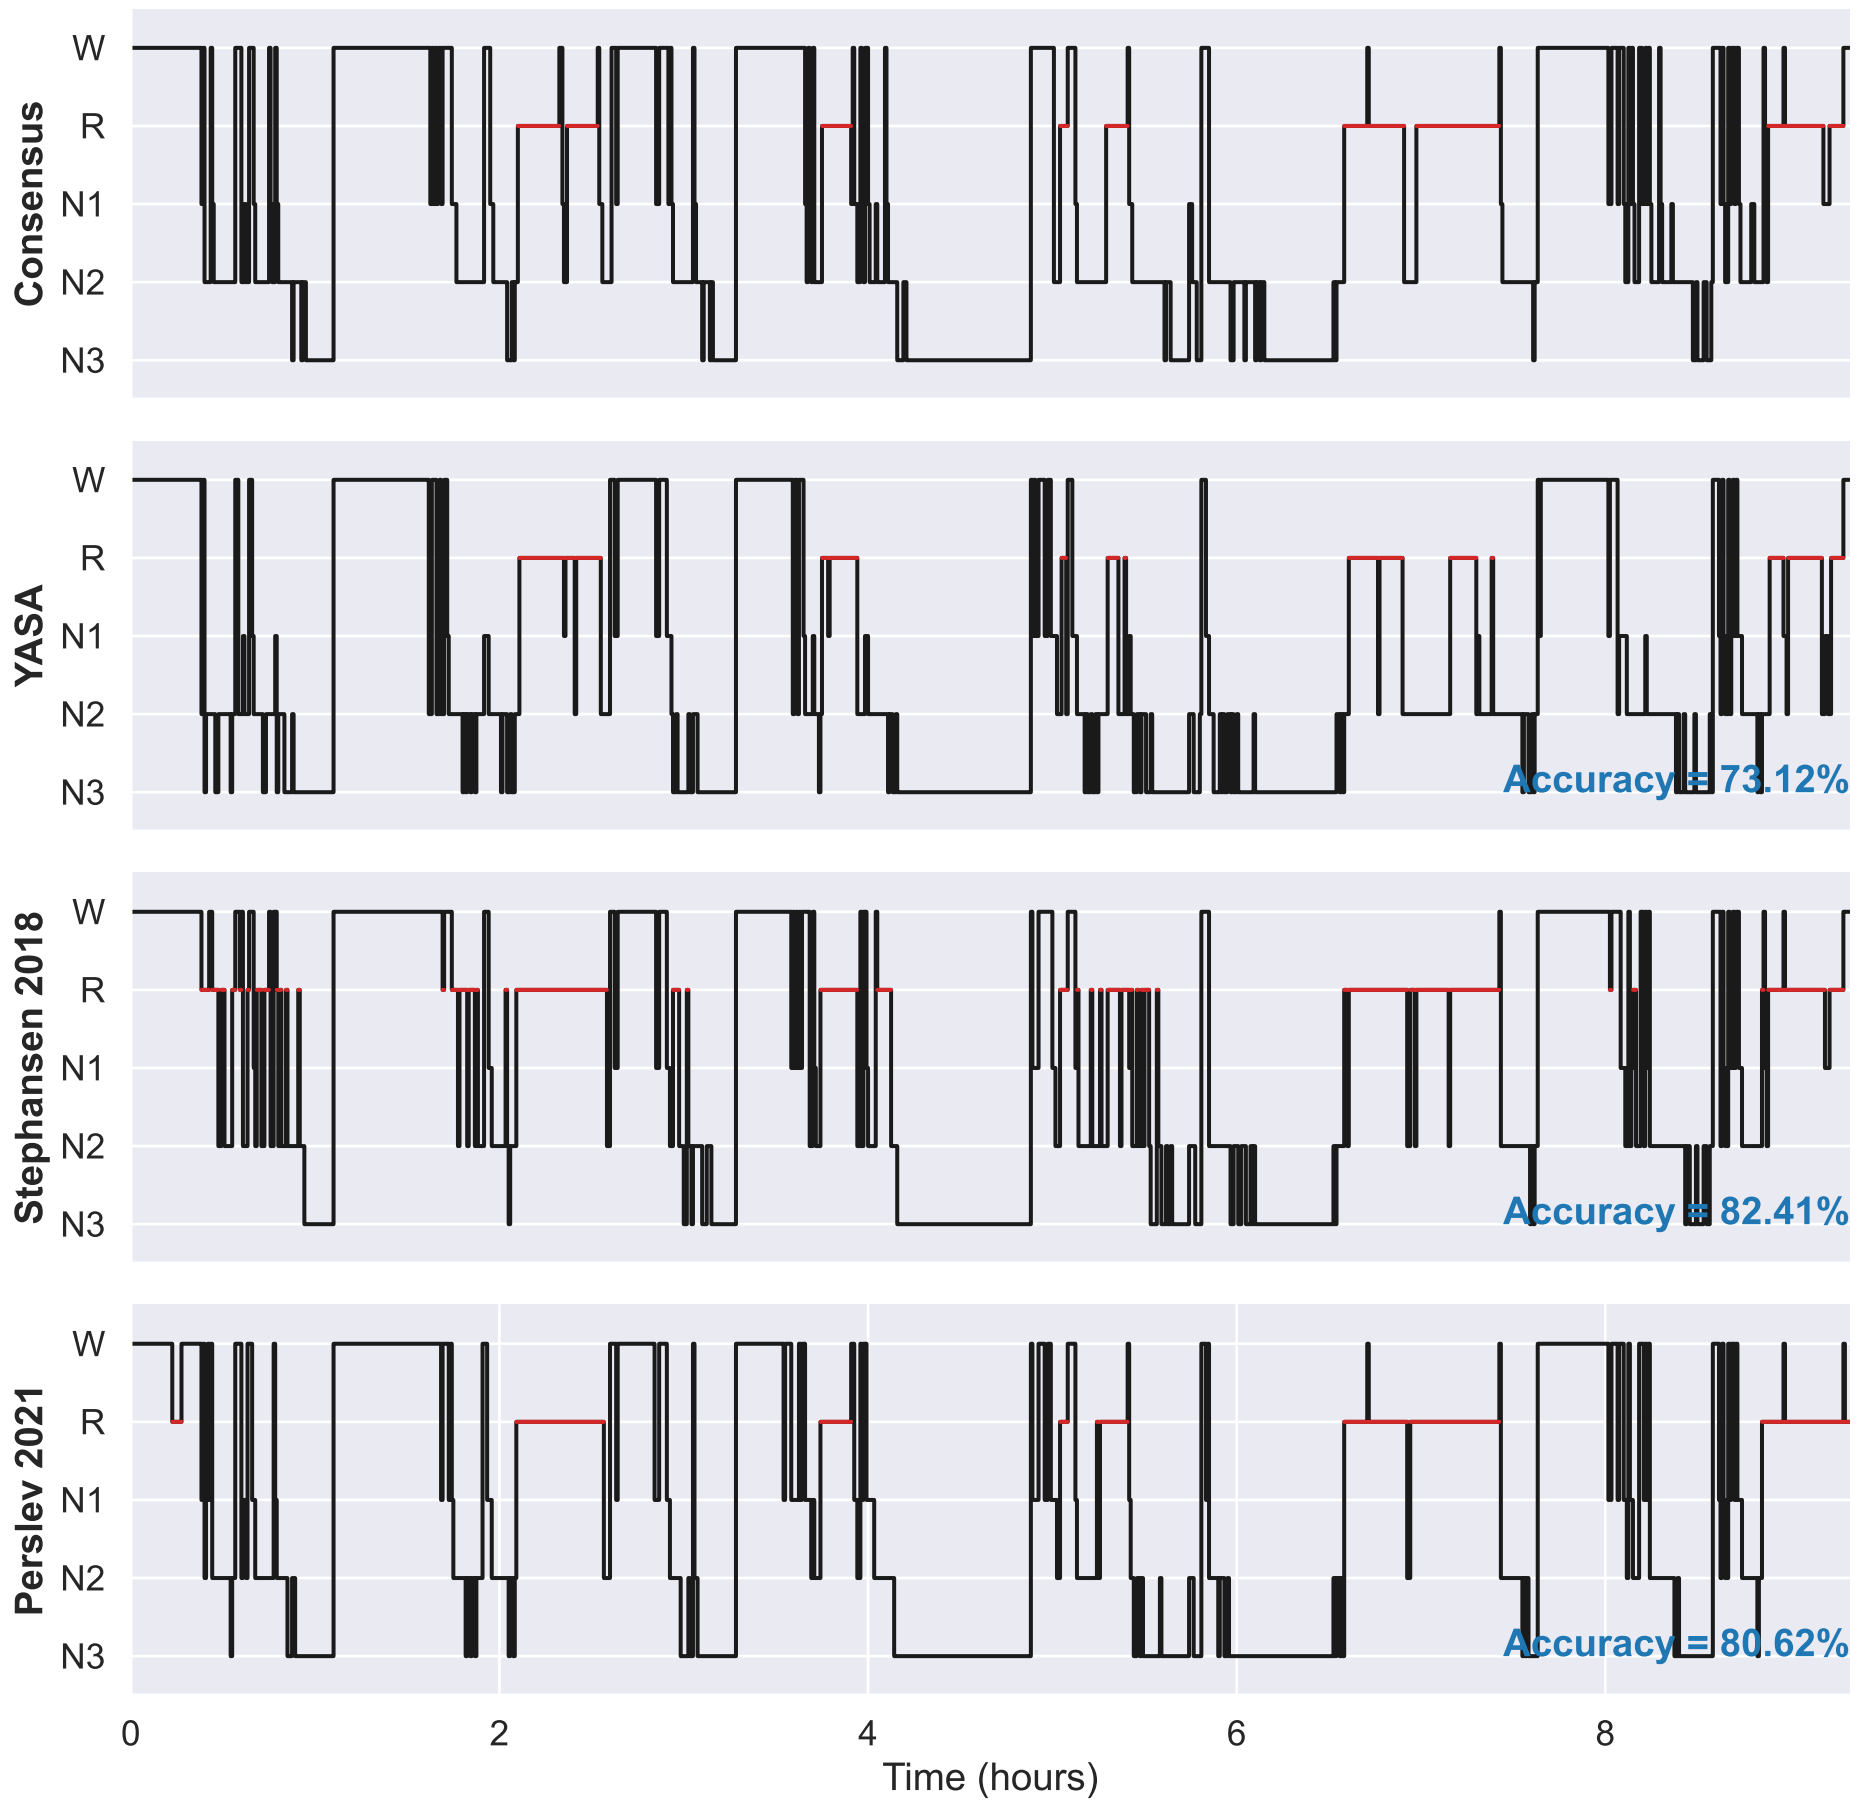 Consensus
W
R
N1
N2
N3
YASA
W
R
N1
N2
N3
Accuracy = 73.12%
Stephansen 2018
W
R
N1
N2
N3
Accuracy = 82.41%
Perslev 2021
W
R
N1
N2
N3
Accuracy = 80.62%
0 2 4 6 8
Time (hours)